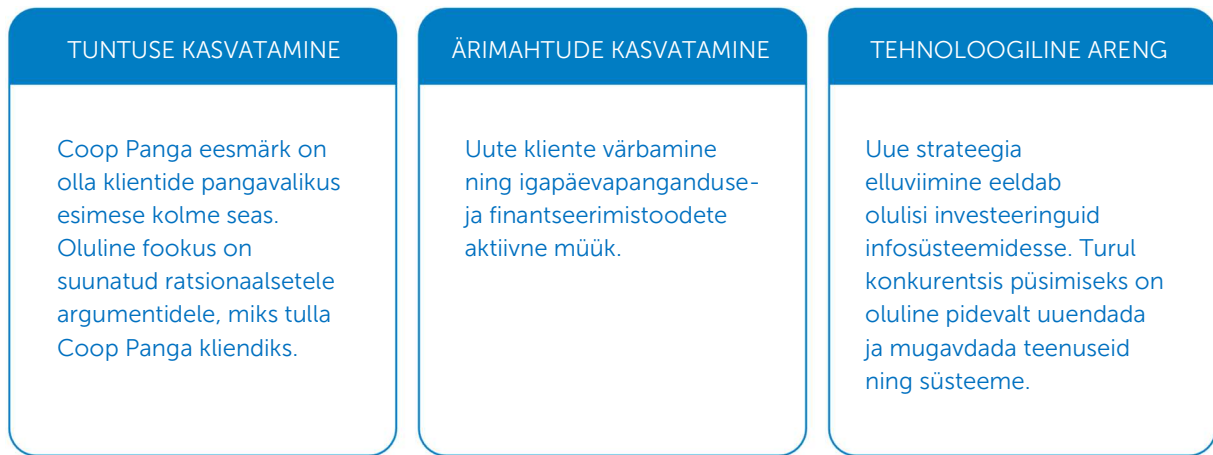 TUNTUSE KASVATAMINE
Coop Panga eesmärk on
olla klientide pangavalikus
esimese kolme seas.
Oluline fookus on
suunatud ratsionaalsetele
argumentidele, miks tulla
Coop Panga kliendiks.
ÄRIMAHTUDE KASVATAMINE
Uute kliente värbamine
ning igapäevapanganduse-
ja finantseerimistoodete
aktiivne müük.
TEHNOLOOGILINE ARENG
Uue strateegia
elluviimine eeldab
olulisi investeeringuid
infosüsteemidesse. Turul
konkurentsis püsimiseks on
oluline pidevalt uuendada
ja mugavdada teenuseid
ning süsteeme.